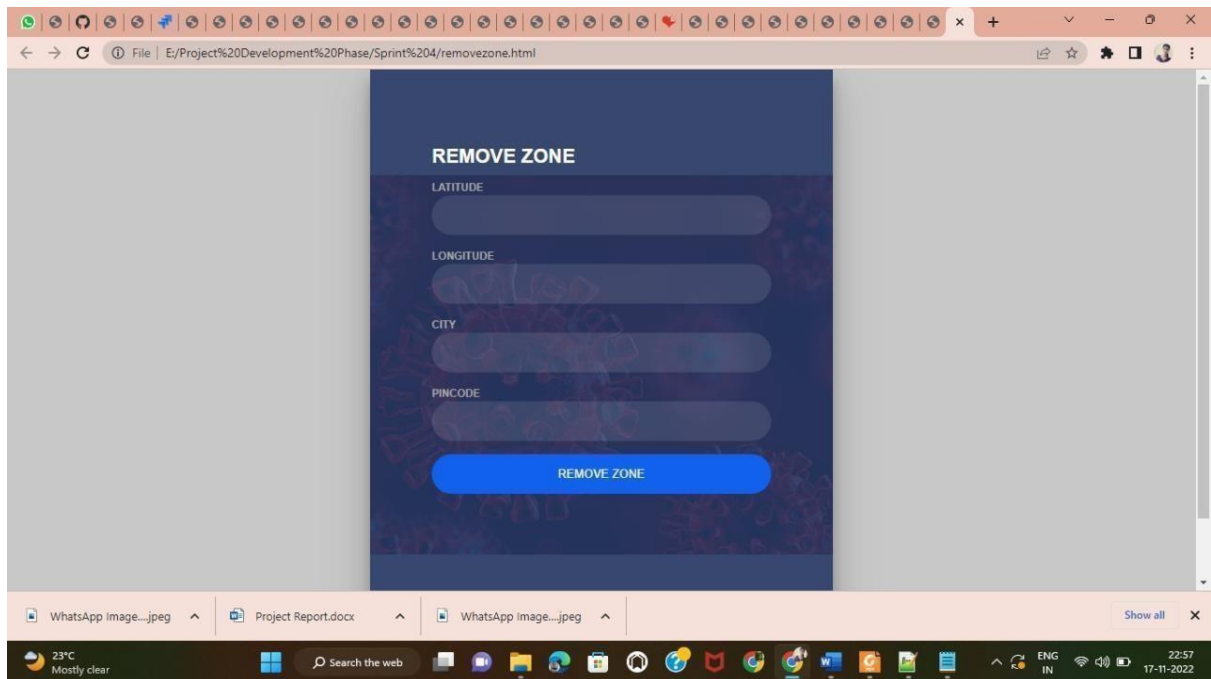 File | E:/Project%20Development%20Phase/Sprint%204/removezone.html
REMOVE ZONE
LATITUDE
LONGITUDE
CITY
PINCODE
REMOVE ZONE
WhatsApp Image....jpeg
Project Report.docx
WhatsApp Image....jpeg
Show all
23°C
Mostly clear
Search the web
ENG
IN
22:57
17-11-2022